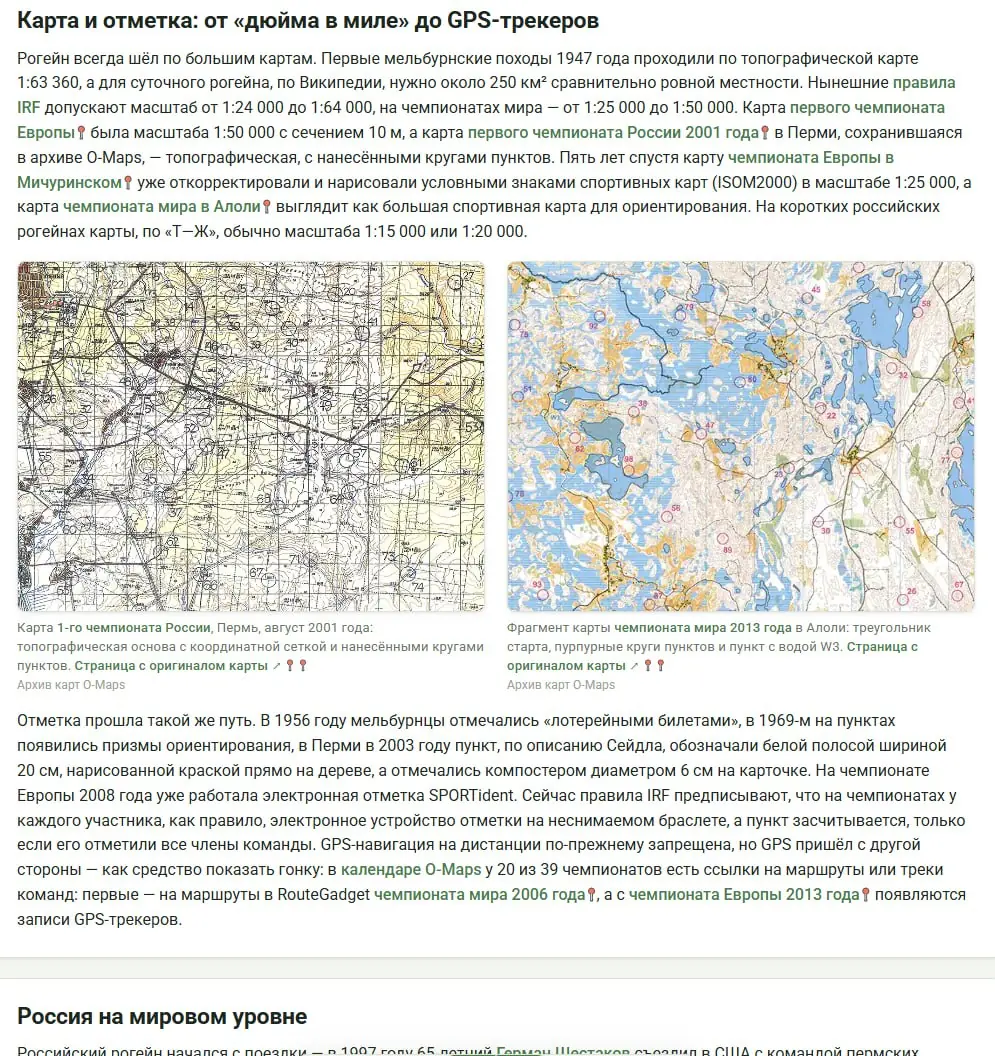 Карта и отметка: от «дюйма в миле» до GPS-трекеров
Рогейн всегда шёл по большим картам. Первые мельбурнские походы 1947 года проходили по топографической карте
1:63 360, а для суточного рогейна, по Википедии, нужно около 250 км² сравнительно ровной местности. Нынешние правила
IRF допускают масштаб от 1:24 000 до 1:64 000, на чемпионатах мира — от 1:25 000 до 1:50 000. Карта первого чемпионата
Европы была масштаба 1:50 000 с сечением 10 м, а карта первого чемпионата России 2001 года в Перми, сохранившаяся
в архиве O-Maps, — топографическая, с нанесёнными кругами пунктов. Пять лет спустя карту чемпионата Европы в
Мичуринском уже откорректировали и нарисовали условными знаками спортивных карт (ISOM2000) в масштабе 1:25 000, а
карта чемпионата мира в Алоли выглядит как большая спортивная карта для ориентирования. На коротких российских
рогейнах карты, по «Т—Ж», обычно масштаба 1:15 000 или 1:20 000.
Карта 1-го чемпионата России, Пермь, август 2001 года:
топографическая основа с координатной сеткой и нанесёнными кругами
пунктов. Страница с оригиналом карты ↗
Архив карт O-Maps
Фрагмент карты чемпионата мира 2013 года в Алоли: треугольник
старта, пурпурные круги пунктов и пункт с водой W3. Страница с
оригиналом карты ↗
Архив карт O-Maps
Отметка прошла такой же путь. В 1956 году мельбурнцы отмечались «лотерейными билетами», в 1969-м на пунктах
появились призмы ориентирования, в Перми в 2003 году пункт, по описанию Сейдла, обозначали белой полосой шириной
20 см, нарисованной краской прямо на дереве, а отмечались компостером диаметром 6 см на карточке. На чемпионате
Европы 2008 года уже работала электронная отметка SPORTident. Сейчас правила IRF предписывают, что на чемпионатах у
каждого участника, как правило, электронное устройство отметки на неснимаемом браслете, а пункт засчитывается, только
если его отметили все члены команды. GPS-навигация на дистанции по-прежнему запрещена, но GPS пришёл с другой
стороны — как средство показать гонку: в календаре O-Maps у 20 из 39 чемпионатов есть ссылки на маршруты или треки
команд: первые — на маршруты в RouteGadget чемпионата мира 2006 года, а с чемпионата Европы 2013 года появляются
записи GPS-трекеров.
Россия на мировом уровне
Российский рогейн начался с поездки — в 1997 году 65-летний Герман Шестаков съездил в США с командой пермских